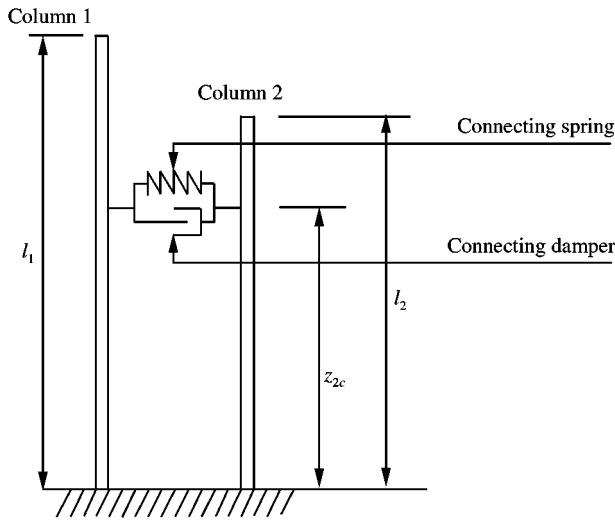 Column 1
Column 2
Connecting spring
Connecting damper
l₁
l₂
z₂c